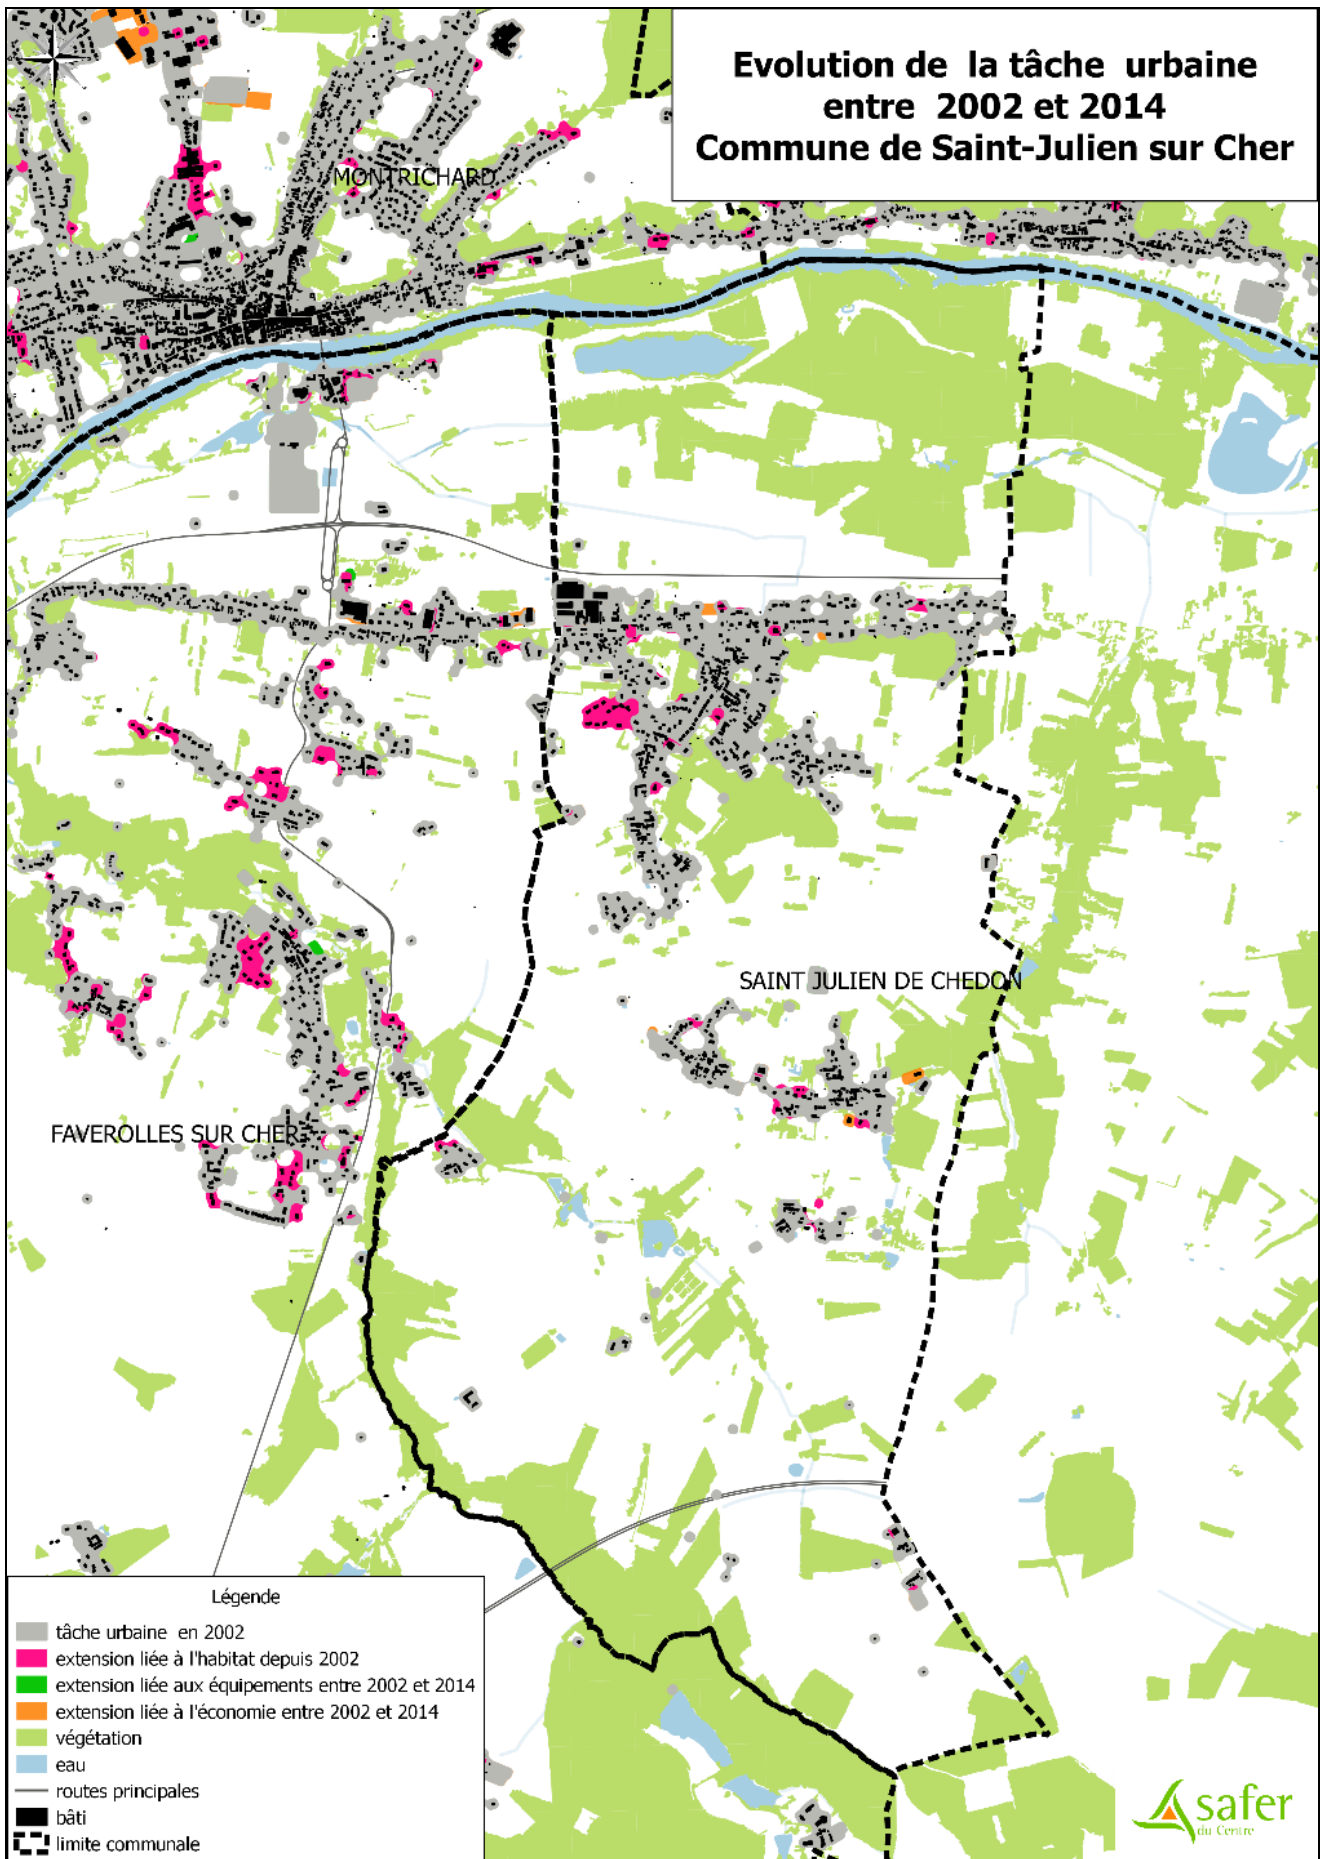 Evolution de la tâche urbaine
entre 2002 et 2014
Commune de Saint-Julien sur Cher
MONTRICHARD
SAINT JULIEN DE CHEDON
FAVEROLLES SUR CHER
Légende
tâche urbaine en 2002
extension liée à l'habitat depuis 2002
extension liée aux équipements entre 2002 et 2014
extension liée à l'économie entre 2002 et 2014
végétation
eau
routes principales
bâti
limite communale
safer
du Centre